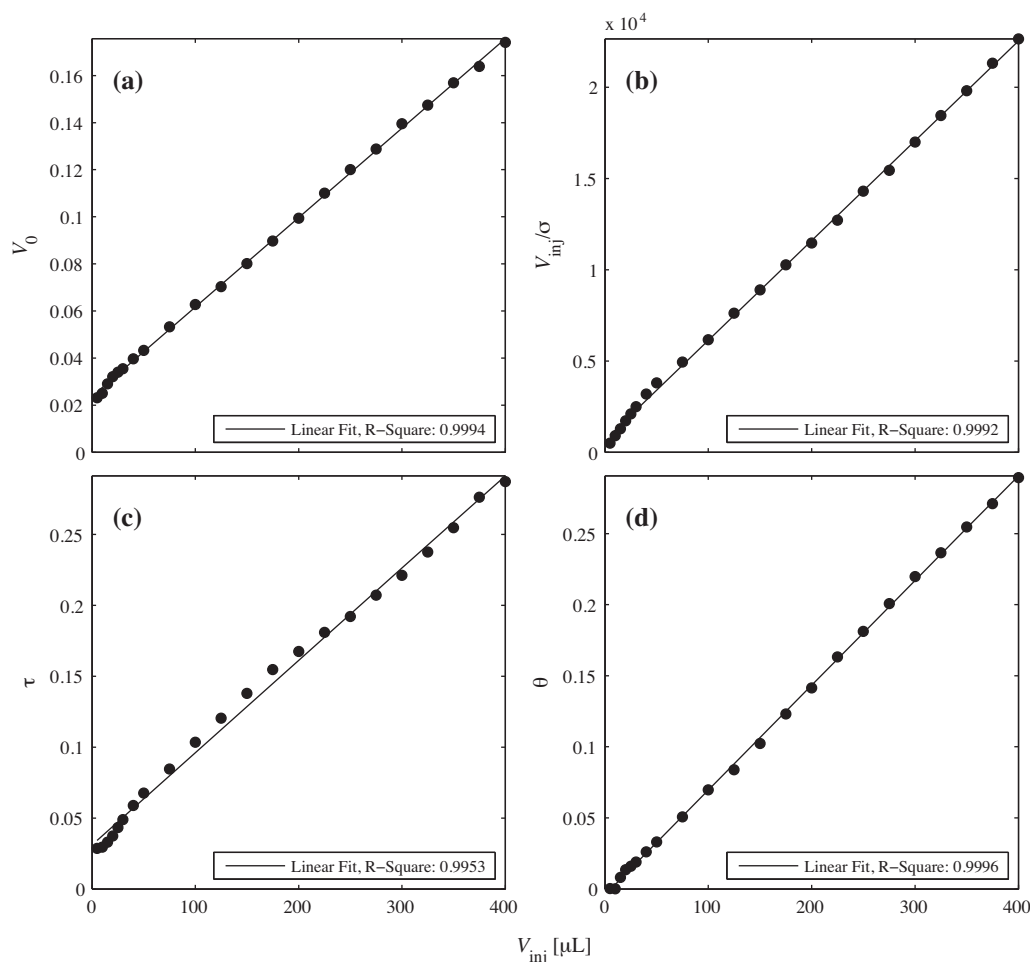 x 10⁴
(a)
0.16
0.14
0.12
0.1
0.08
0.06
0.04
0.02
0
V₀
Linear Fit, R−Square: 0.9994
(b)
2
1.5
1
0.5
0
V_inj/σ
Linear Fit, R−Square: 0.9992
(c)
0.25
0.2
0.15
0.1
0.05
0
τ
Linear Fit, R−Square: 0.9953
0 100 200 300 400
(d)
0.25
0.2
0.15
0.1
0.05
0
θ
Linear Fit, R−Square: 0.9996
0 100 200 300 400
V_inj [μL]